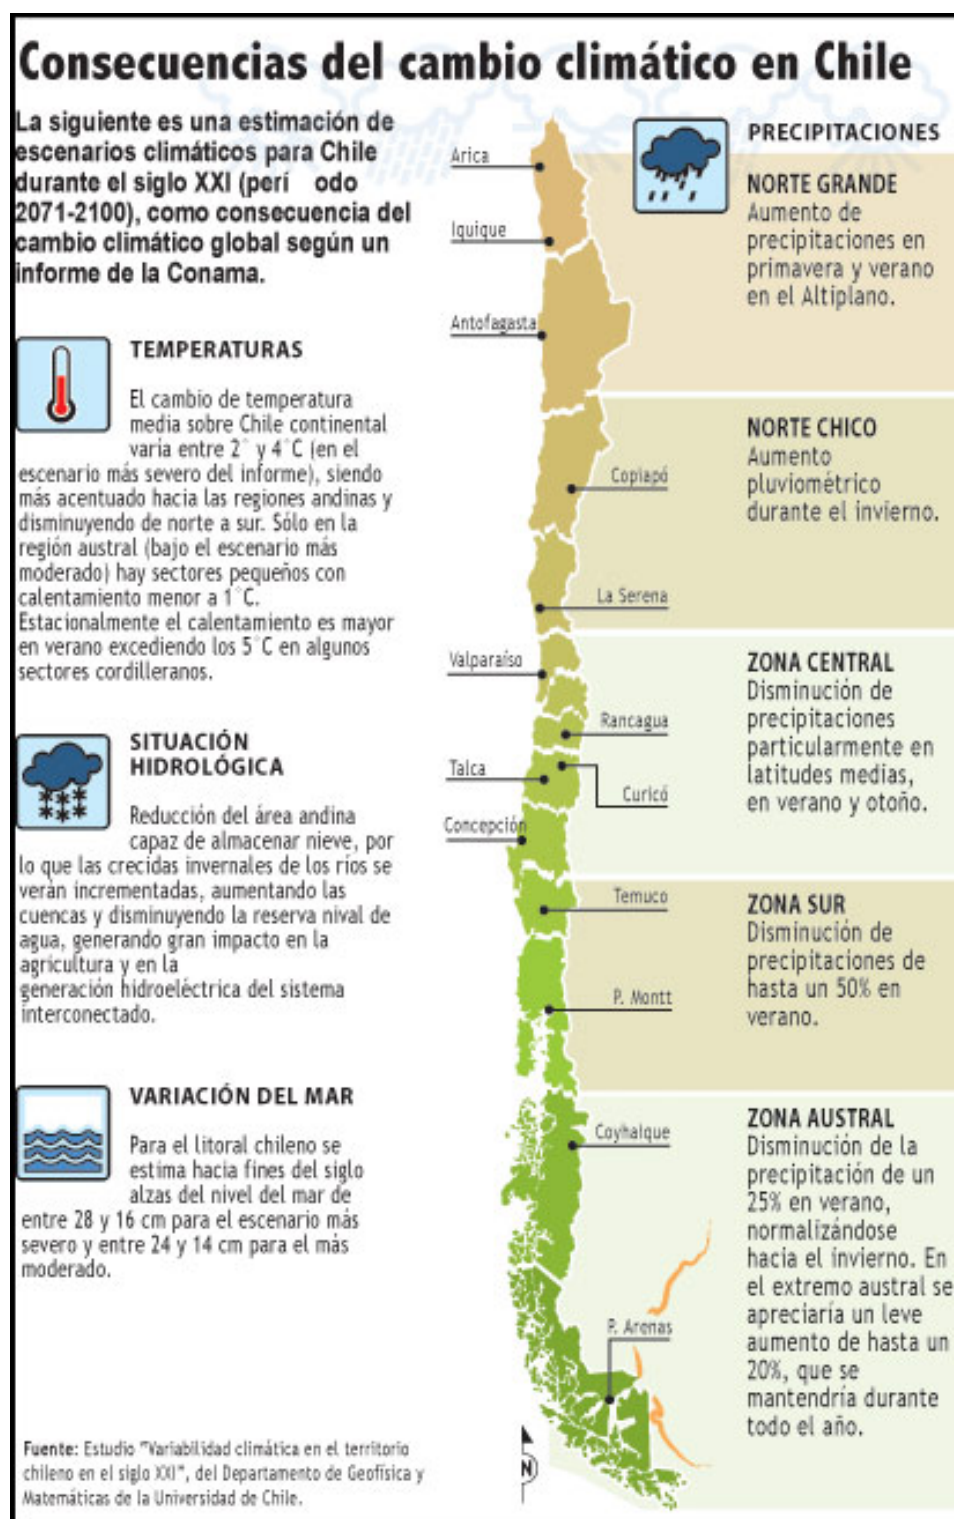 Consecuencias del cambio climático en Chile
La siguiente es una estimación de
escenarios climáticos para Chile
durante el siglo XXI (perí odo
2071-2100), como consecuencia del
cambio climático global según un
informe de la Conama.
TEMPERATURAS
El cambio de temperatura
media sobre Chile continental
varía entre 2° y 4°C (en el
escenario más severo del informe), siendo
más acentuado hacia las regiones andinas y
disminuyendo de norte a sur. Sólo en la
región austral (bajo el escenario más
moderado) hay sectores pequeños con
calentamiento menor a 1°C.
Estacionalmente el calentamiento es mayor
en verano excediendo los 5°C en algunos
sectores cordilleranos.
SITUACIÓN
HIDROLÓGICA
Reducción del área andina
capaz de almacenar nieve, por
lo que las crecidas invernales de los ríos se
verán incrementadas, aumentando las
cuencas y disminuyendo la reserva nival de
agua, generando gran impacto en la
agricultura y en la
generación hidroeléctrica del sistema
interconectado.
VARIACIÓN DEL MAR
Para el litoral chileno se
estima hacia fines del siglo
alzas del nivel del mar de
entre 28 y 16 cm para el escenario más
severo y entre 24 y 14 cm para el más
moderado.
Fuente: Estudio "Variabilidad climática en el territorio
chileno en el siglo XXI", del Departamento de Geofísica y
Matemáticas de la Universidad de Chile.
Arica
Iquique
Antofagasta
Copiapó
La Serena
Valparaíso
Rancagua
Talca
Curicó
Concepción
Temuco
P. Montt
Coyhaique
P. Arenas
N
PRECIPITACIONES
NORTE GRANDE
Aumento de
precipitaciones en
primavera y verano
en el Altiplano.
NORTE CHICO
Aumento
pluviométrico
durante el invierno.
ZONA CENTRAL
Disminución de
precipitaciones
particularmente en
latitudes medias,
en verano y otoño.
ZONA SUR
Disminución de
precipitaciones de
hasta un 50% en
verano.
ZONA AUSTRAL
Disminución de la
precipitación de un
25% en verano,
normalizándose
hacia el invierno. En
el extremo austral se
apreciaría un leve
aumento de hasta un
20%, que se
mantendría durante
todo el año.